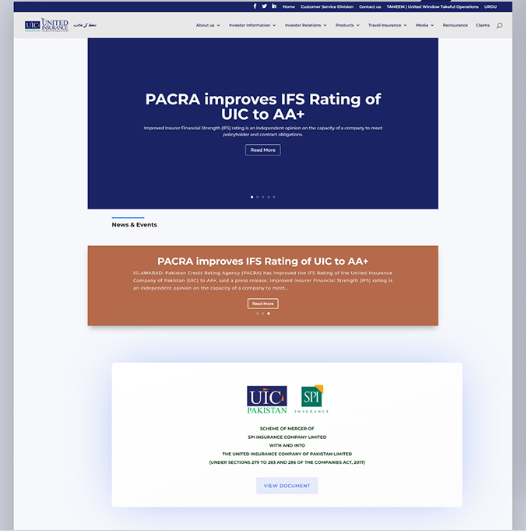 Home Customer Service Division Contact us TAMEEM | United Window Takaful Operations URDU
UIC UNITED INSURANCE
About us Investor Information Investor Relations Products Travel Insurance Media Reinsurance Claims
PACRA improves IFS Rating of
UIC to AA+
Improved Insurer Financial Strength (IFS) rating is an independent opinion on the capacity of a company to meet
policyholder and contract obligations.
Read More
News & Events
PACRA improves IFS Rating of UIC to AA+
ISLAMABAD: Pakistan Credit Rating Agency (PACRA) has improved the IFS Rating of the United Insurance
Company of Pakistan (UIC) to AA+, said a press release. Improved Insurer Financial Strength (IFS) rating is
an independent opinion on the capacity of a company to meet...
Read More
UIC SPI
PAKISTAN INSURANCE
SCHEME OF MERGER OF
SPI INSURANCE COMPANY LIMITED
WITH AND INTO
THE UNITED INSURANCE COMPANY OF PAKISTAN LIMITED
(UNDER SECTIONS 279 TO 283 AND 285 OF THE COMPANIES ACT, 2017)
VIEW DOCUMENT